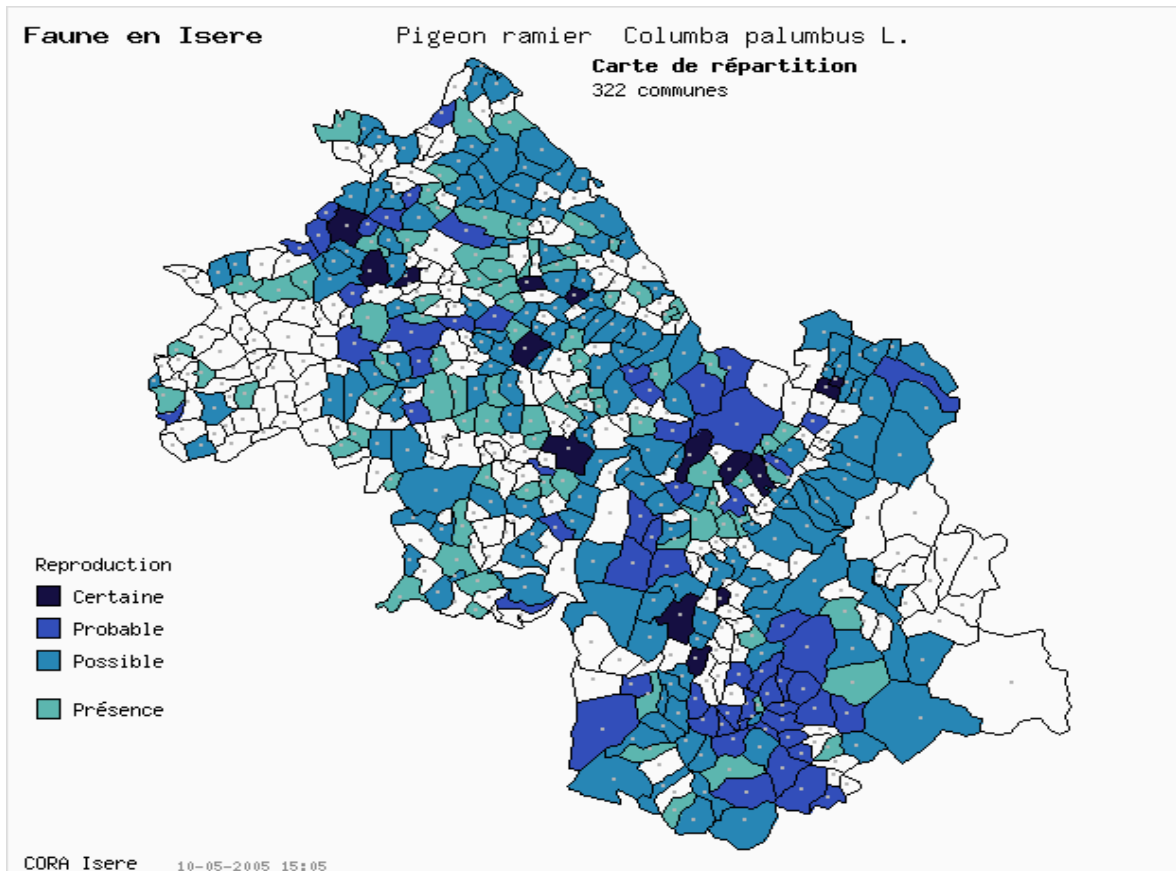 Faune en Isere
Pigeon ramier Columba palumbus L.
Carte de répartition
322 communes
Reproduction
Certaine
Probable
Possible
Présence
CORA Isere
10-05-2005 15:05